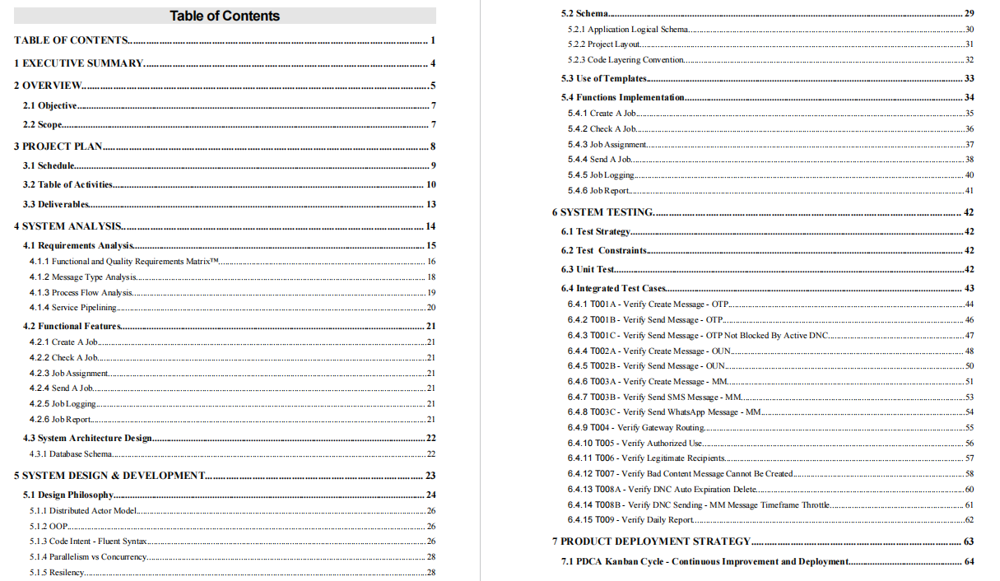 Table of Contents
TABLE OF CONTENTS.......... 1
1 EXECUTIVE SUMMARY.......... 4
2 OVERVIEW.......... 5
2.1 Objective.......... 7
2.2 Scope.......... 7
3 PROJECT PLAN.......... 8
3.1 Schedule.......... 9
3.2 Table of Activities.......... 10
3.3 Deliverables.......... 13
4 SYSTEM ANALYSIS.......... 14
4.1 Requirements Analysis.......... 15
4.1.1 Functional and Quality Requirements Matrix™.......... 16
4.1.2 Message Type Analysis.......... 18
4.1.3 Process Flow Analysis.......... 19
4.1.4 Service Pipelining.......... 20
4.2 Functional Features.......... 21
4.2.1 Create A Job.......... 21
4.2.2 Check A Job.......... 21
4.2.3 Job Assignment.......... 21
4.2.4 Send A Job.......... 21
4.2.5 Job Logging.......... 21
4.2.6 Job Report.......... 21
4.3 System Architecture Design.......... 22
4.3.1 Database Schema.......... 22
5 SYSTEM DESIGN & DEVELOPMENT.......... 23
5.1 Design Philosophy.......... 24
5.1.1 Distributed Actor Model.......... 26
5.1.2 OOP.......... 26
5.1.3 Code Intent - Fluent Syntax.......... 26
5.1.4 Parallelism vs Concurrency.......... 28
5.1.5 Resilency.......... 28
5.2 Schema.......... 29
5.2.1 Application Logical Schema.......... 30
5.2.2 Project Layout.......... 31
5.2.3 Code Layering Convention.......... 32
5.3 Use of Templates.......... 33
5.4 Functions Implementation.......... 34
5.4.1 Create A Job.......... 35
5.4.2 Check A Job.......... 36
5.4.3 Job Assignment.......... 37
5.4.4 Send A Job.......... 38
5.4.5 Job Logging.......... 40
5.4.6 Job Report.......... 41
6 SYSTEM TESTING.......... 42
6.1 Test Strategy.......... 42
6.2 Test Constraints.......... 42
6.3 Unit Test.......... 42
6.4 Integrated Test Cases.......... 43
6.4.1 T001A - Verify Create Message - OTP.......... 44
6.4.2 T001B - Verify Send Message - OTP.......... 46
6.4.3 T001C - Verify Send Message - OTP Not Blocked By Active DNC.......... 47
6.4.4 T002A - Verify Create Message - OUN.......... 48
6.4.5 T002B - Verify Send Message - OUN.......... 50
6.4.6 T003A - Verify Create Message - MM.......... 51
6.4.7 T003B - Verify Send SMS Message - MM.......... 53
6.4.8 T003C - Verify Send WhatsApp Message - MM.......... 54
6.4.9 T004 - Verify Gateway Routing.......... 55
6.4.10 T005 - Verify Authorized Use.......... 56
6.4.11 T006 - Verify Legitimate Recipients.......... 57
6.4.12 T007 - Verify Bad Content Message Cannot Be Created.......... 58
6.4.13 T008A - Verify DNC Auto Expiration Delete.......... 60
6.4.14 T008B - Verify DNC Sending - MM Message Timeframe Throttle.......... 61
6.4.15 T009 - Verify Daily Report.......... 62
7 PRODUCT DEPLOYMENT STRATEGY.......... 63
7.1 PDCA Kanban Cycle - Continuous Improvement and Deployment.......... 64